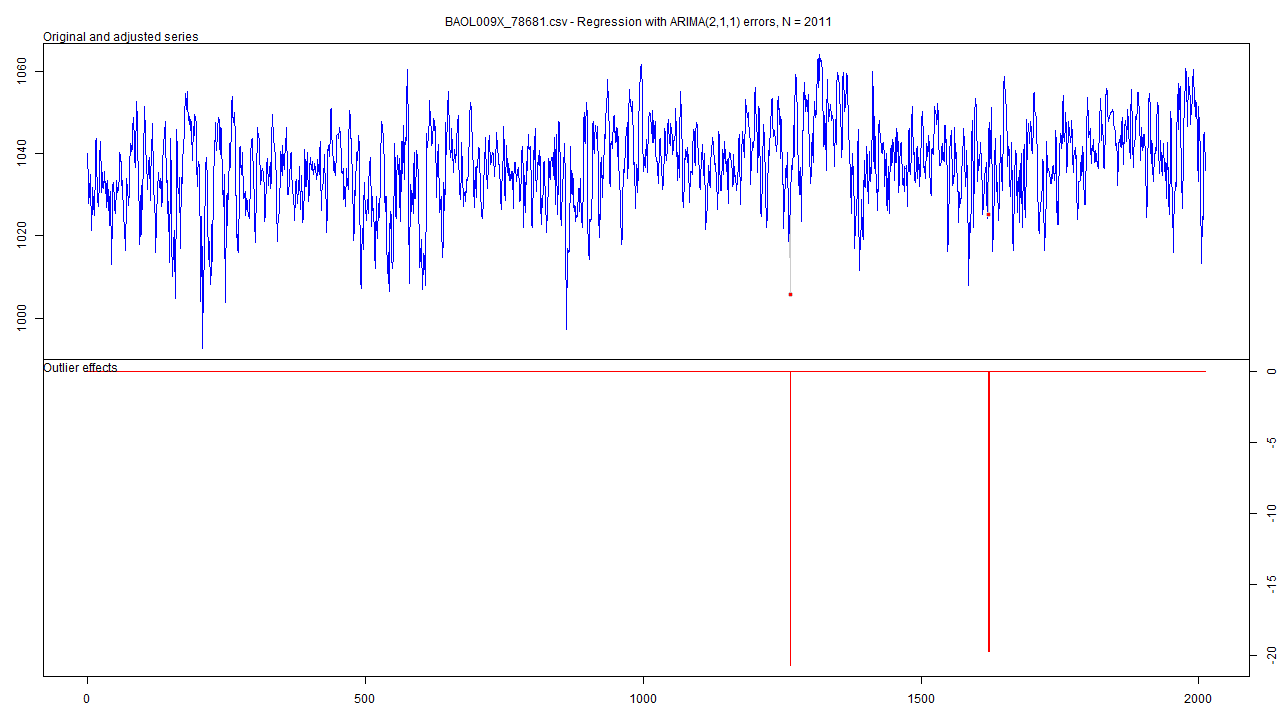 BAOL009X_78681.csv - Regression with ARIMA(2,1,1) errors, N = 2011
Original and adjusted series
1060
1040
1020
1000
Outlier effects
0
-5
-10
-15
-20
0 500 1000 1500 2000